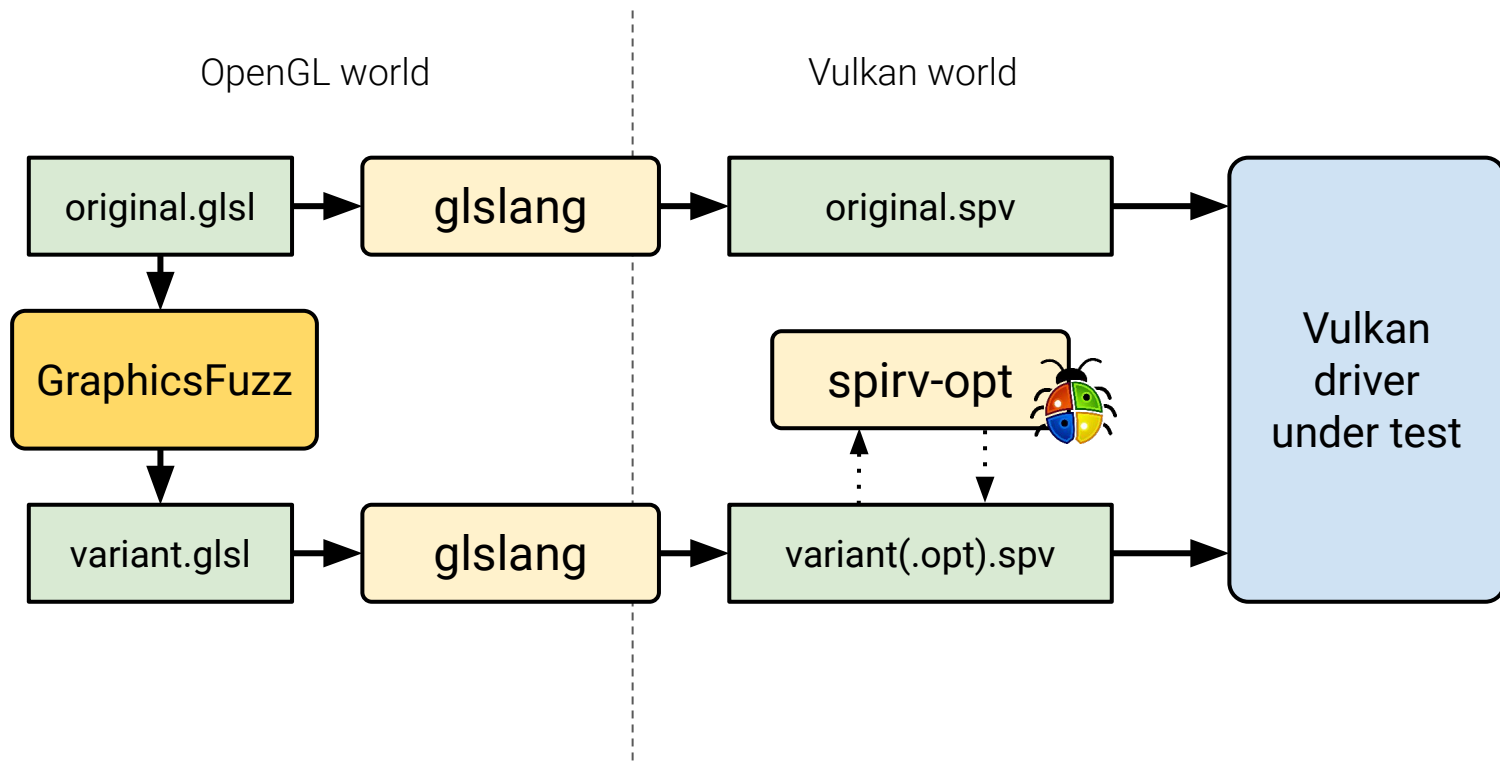 OpenGL world
Vulkan world
original.glsl
glslang
original.spv
GraphicsFuzz
spirv-opt
Vulkan
driver
under test
variant.glsl
glslang
variant(.opt).spv